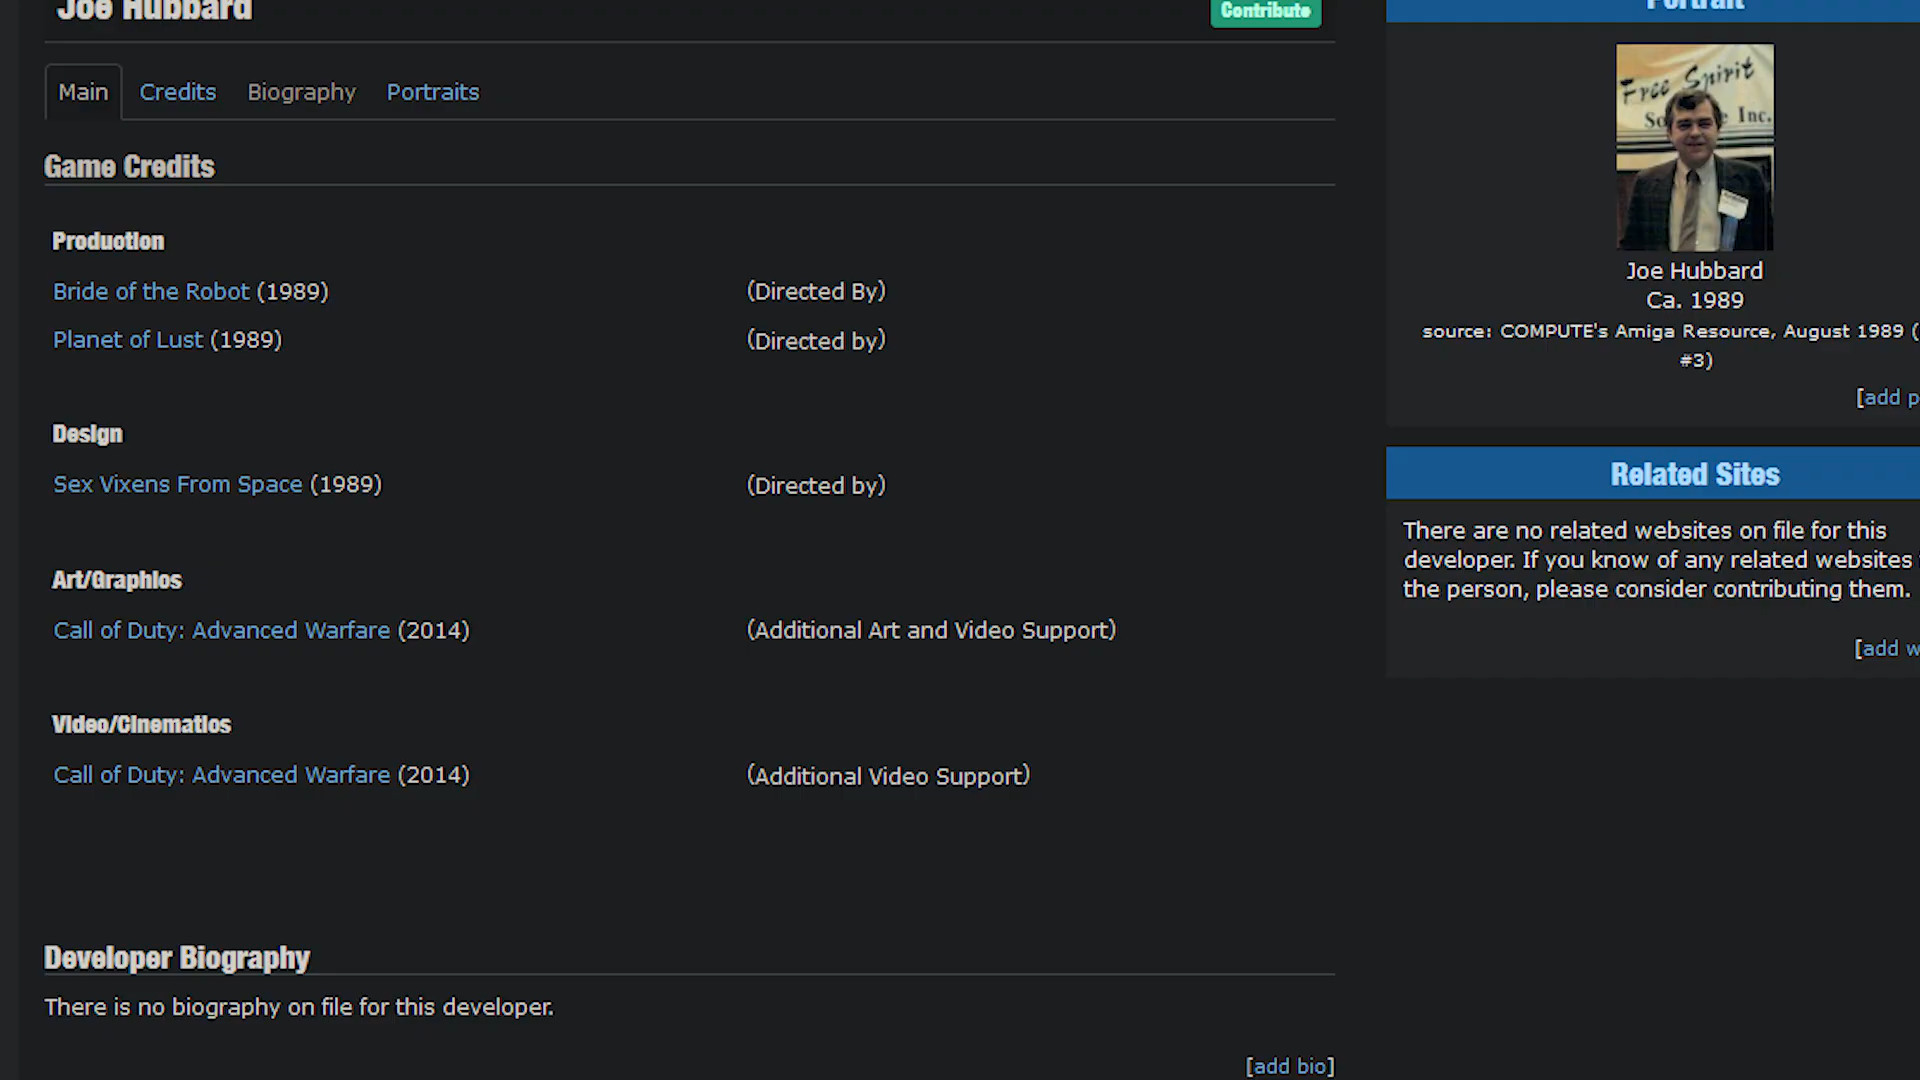 Joe Hubbard
Contribute
Main Credits Biography Portraits
Game Credits
Production
Bride of the Robot (1989) (Directed By)
Planet of Lust (1989) (Directed by)
Design
Sex Vixens From Space (1989) (Directed by)
Art/Graphics
Call of Duty: Advanced Warfare (2014) (Additional Art and Video Support)
Video/Cinematics
Call of Duty: Advanced Warfare (2014) (Additional Video Support)
Developer Biography
There is no biography on file for this developer.
[add bio]
Portrait
Free Spirit
Inc.
Joe Hubbard
Ca. 1989
source: COMPUTE's Amiga Resource, August 1989 (
#3)
[add p
Related Sites
There are no related websites on file for this
developer. If you know of any related websites
the person, please consider contributing them.
[add w